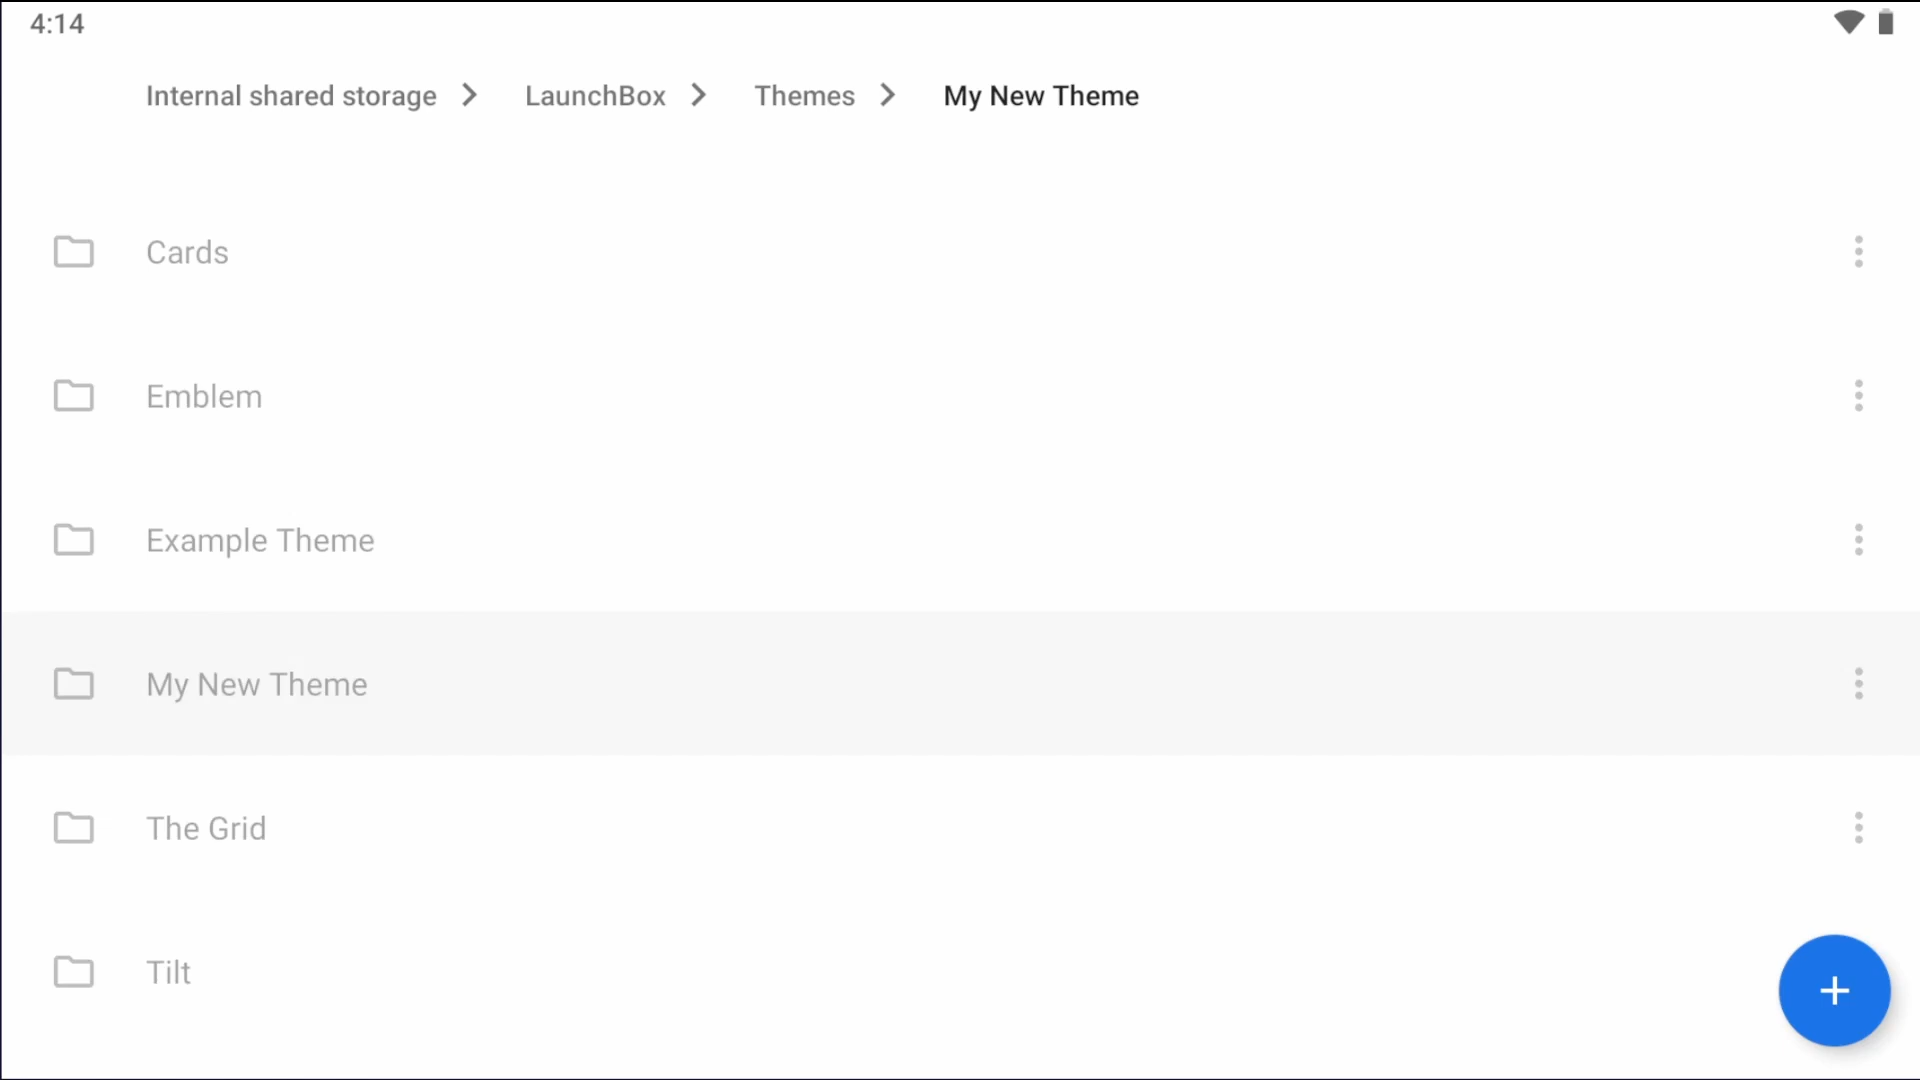 4:14
Internal shared storage LaunchBox Themes My New Theme
Cards
Emblem
Example Theme
My New Theme
The Grid
Tilt